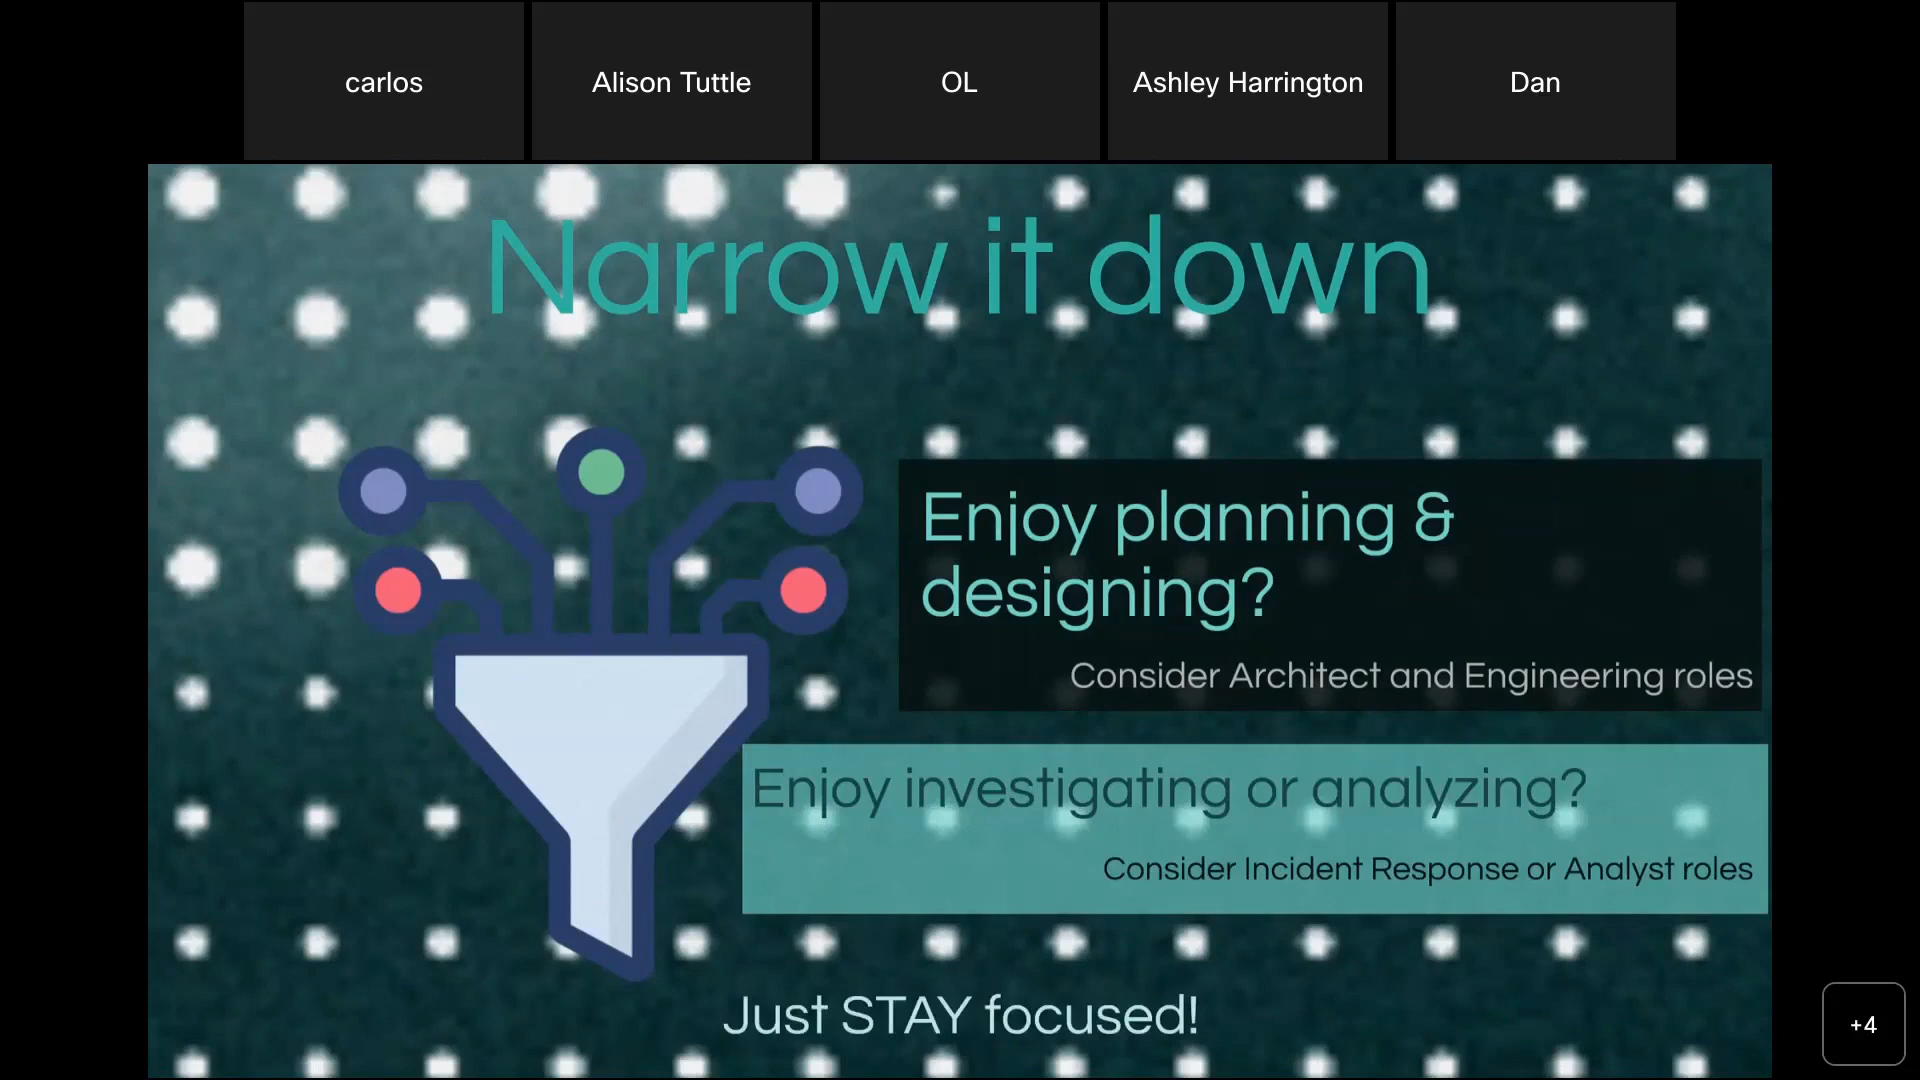 carlos
Alison Tuttle
OL
Ashley Harrington
Dan
Narrow it down
Enjoy planning &
designing?
Consider Architect and Engineering roles
Enjoy investigating or analyzing?
Consider Incident Response or Analyst roles
Just STAY focused!
+4